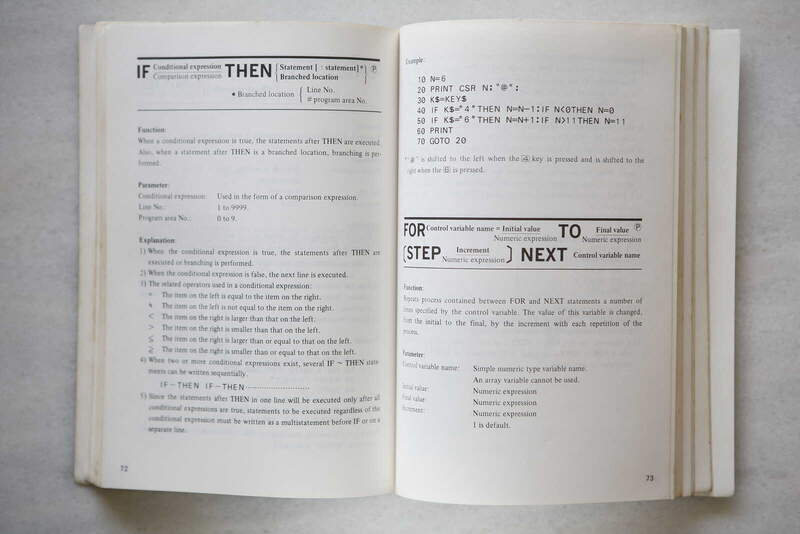 IF Conditional expression THEN { Statement [ : statement]* } Ⓟ
Comparison expression Branched location
* Branched location { Line No.
# program area No.
Function:
When a conditional expression is true, the statements after THEN are executed.
Also, when a statement after THEN is a branched location, branching is per-
formed.
Parameter:
Conditional expression: Used in the form of a comparison expression.
Line No.: 1 to 9999.
Program area No.: 0 to 9.
Explanation:
1) When the conditional expression is true, the statements after THEN are
executed or branching is performed.
2) When the conditional expression is false, the next line is executed.
3) The related operators used in a conditional expression:
= The item on the left is equal to the item on the right.
≠ The item on the left is not equal to the item on the right.
< The item on the right is larger than that on the left.
> The item on the right is smaller than that on the left.
≦ The item on the right is larger or equal to that on the left.
≧ The item on the right is smaller than or equal to that on the left.
4) When two or more conditional expressions exist, several IF ~ THEN state-
ments can be written sequentially.
IF~THEN IF~THEN························
5) Since the statements after THEN in one line will be executed only after all
conditional expressions are true, statements to be executed regardless of the
conditional expression must be written as a multistatement before IF or on a
separate line.
72
Example:
10 N=6
20 PRINT CSR N;"@";
30 K$=KEY$
40 IF K$="4"THEN N=N-1:IF N<0THEN N=0
50 IF K$="6"THEN N=N+1:IF N>11THEN N=11
60 PRINT
70 GOTO 20
*"@" is shifted to the left when the 4 key is pressed and is shifted to the
right when the 6 is pressed.
FOR Control variable name = Initial value TO Final value Ⓟ
Numeric expression Numeric expression
[STEP Increment ] NEXT Control variable name
Numeric expression
Function:
Repeats process contained between FOR and NEXT statements a number of
times specified by the control variable. The value of this variable is changed,
from the initial to the final, by the increment with each repetition of the
process.
Parameter:
Control variable name: Simple numeric type variable name.
An array variable cannot be used.
Initial value: Numeric expression
Final value: Numeric expression
Increment: Numeric expression
1 is default.
73